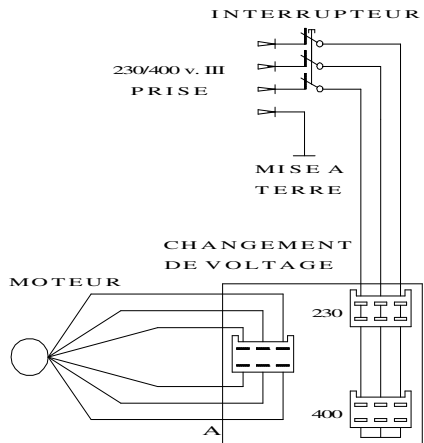 INTERRUPTEUR
230/400 v. III
PRISE
MISE A
TERRE
CHANGEMENT
DE VOLTAGE
MOTEUR
230
400
A